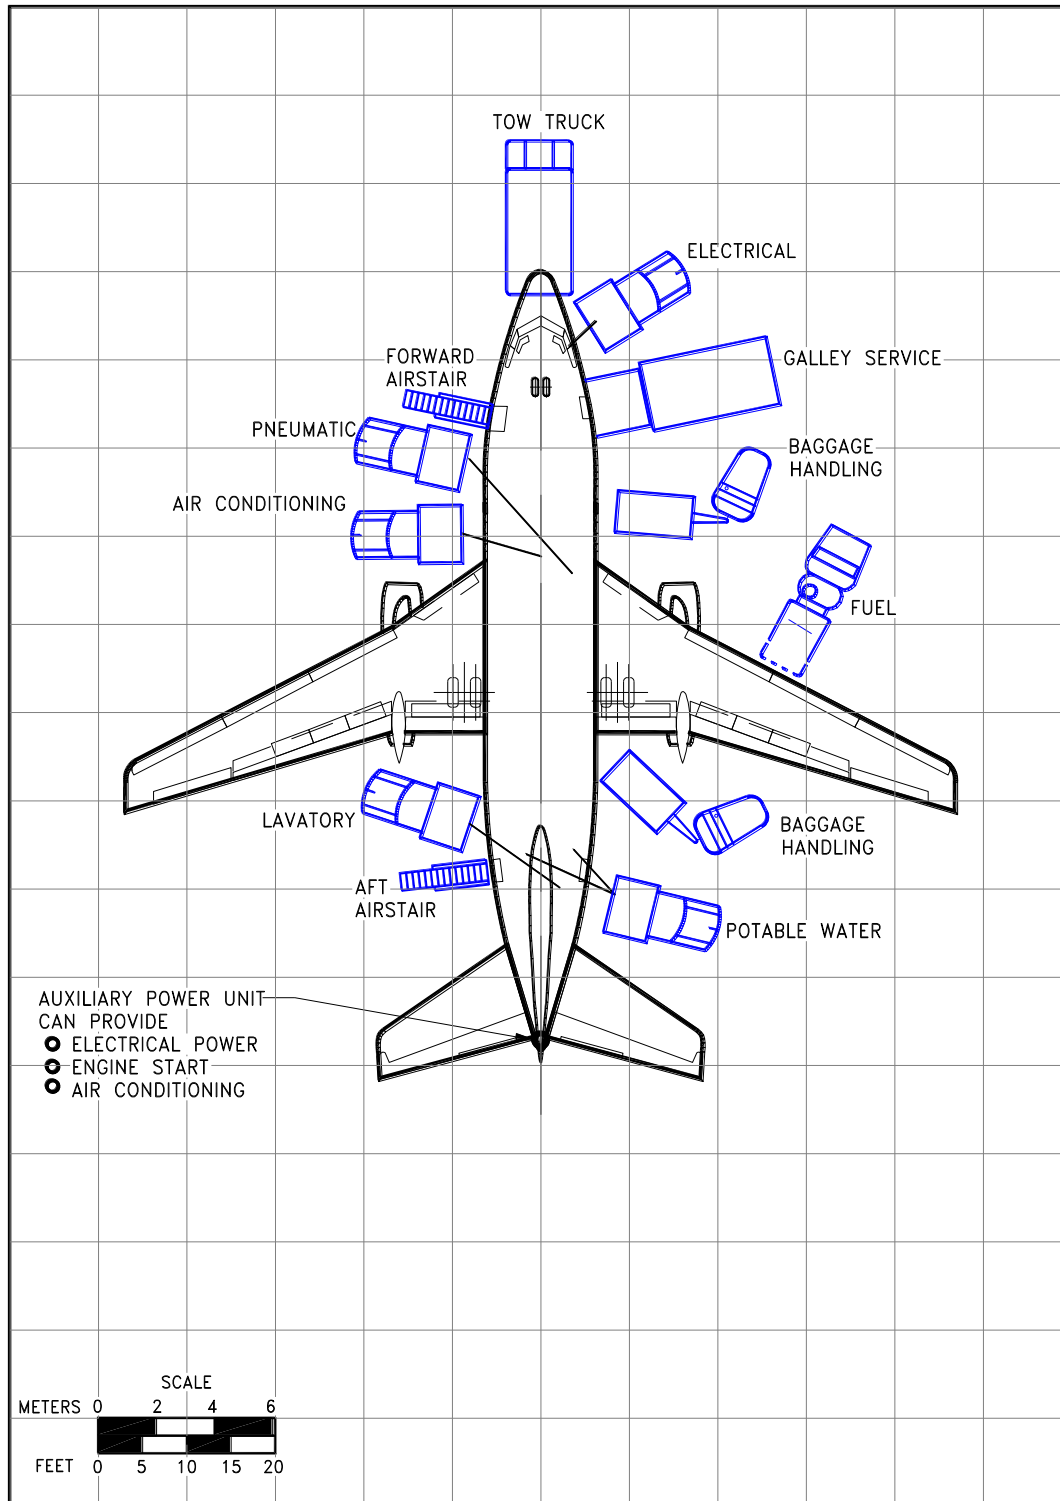 TOW TRUCK
ELECTRICAL
FORWARD
AIRSTAIR
GALLEY SERVICE
PNEUMATIC
BAGGAGE
HANDLING
AIR CONDITIONING
FUEL
LAVATORY
BAGGAGE
HANDLING
AFT
AIRSTAIR
POTABLE WATER
AUXILIARY POWER UNIT
CAN PROVIDE
ELECTRICAL POWER
ENGINE START
AIR CONDITIONING
SCALE
METERS 0 2 4 6
FEET 0 5 10 15 20